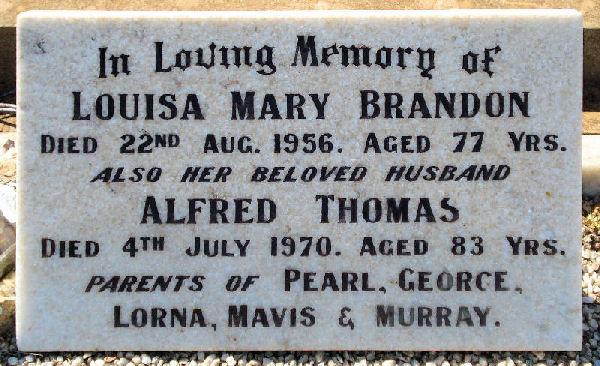 In Loving Memory of
LOUISA MARY BRANDON
DIED 22ND AUG. 1956. AGED 77 YRS.
ALSO HER BELOVED HUSBAND
ALFRED THOMAS
DIED 4TH JULY 1970. AGED 83 YRS.
PARENTS OF PEARL, GEORGE,
LORNA, MAVIS & MURRAY.